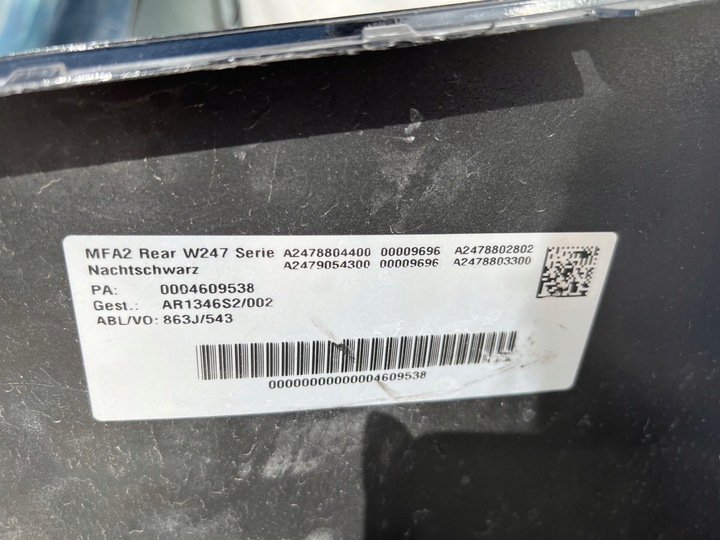 MFA2 Rear W247 Serie A2478804400 00009696 A2478802802
Nachtschwarz A2479054300 00009696 A2478803300
PA: 0004609538
Gest.: AR1346S2/002
ABL/VO: 863J/543
00000000000004609538